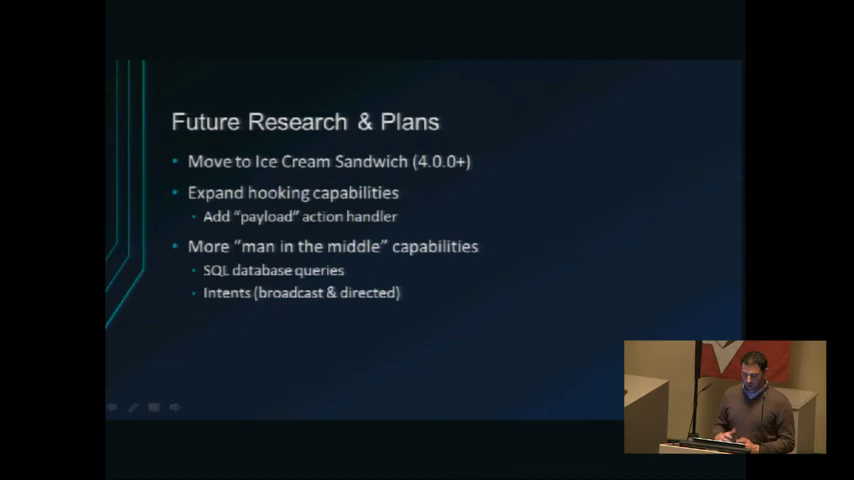 Future Research & Plans
Move to Ice Cream Sandwich (4.0.0+)
Expand hooking capabilities
Add “payload” action handler
More “man in the middle” capabilities
SQL database queries
Intents (broadcast & directed)